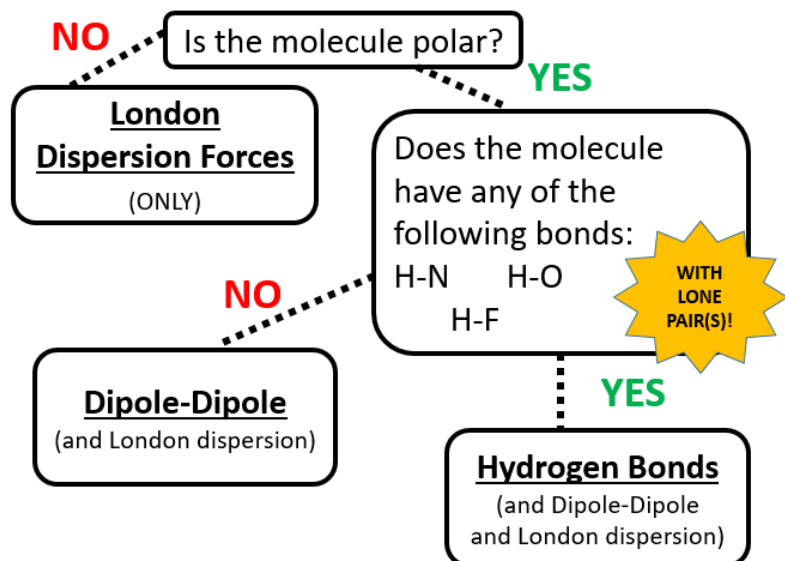 Is the molecule polar?
NO
YES
London
Dispersion Forces
(ONLY)
Does the molecule
have any of the
following bonds:
H-N H-O
H-F
WITH
LONE
PAIR(S)!
NO
YES
Dipole-Dipole
(and London dispersion)
Hydrogen Bonds
(and Dipole-Dipole
and London dispersion)